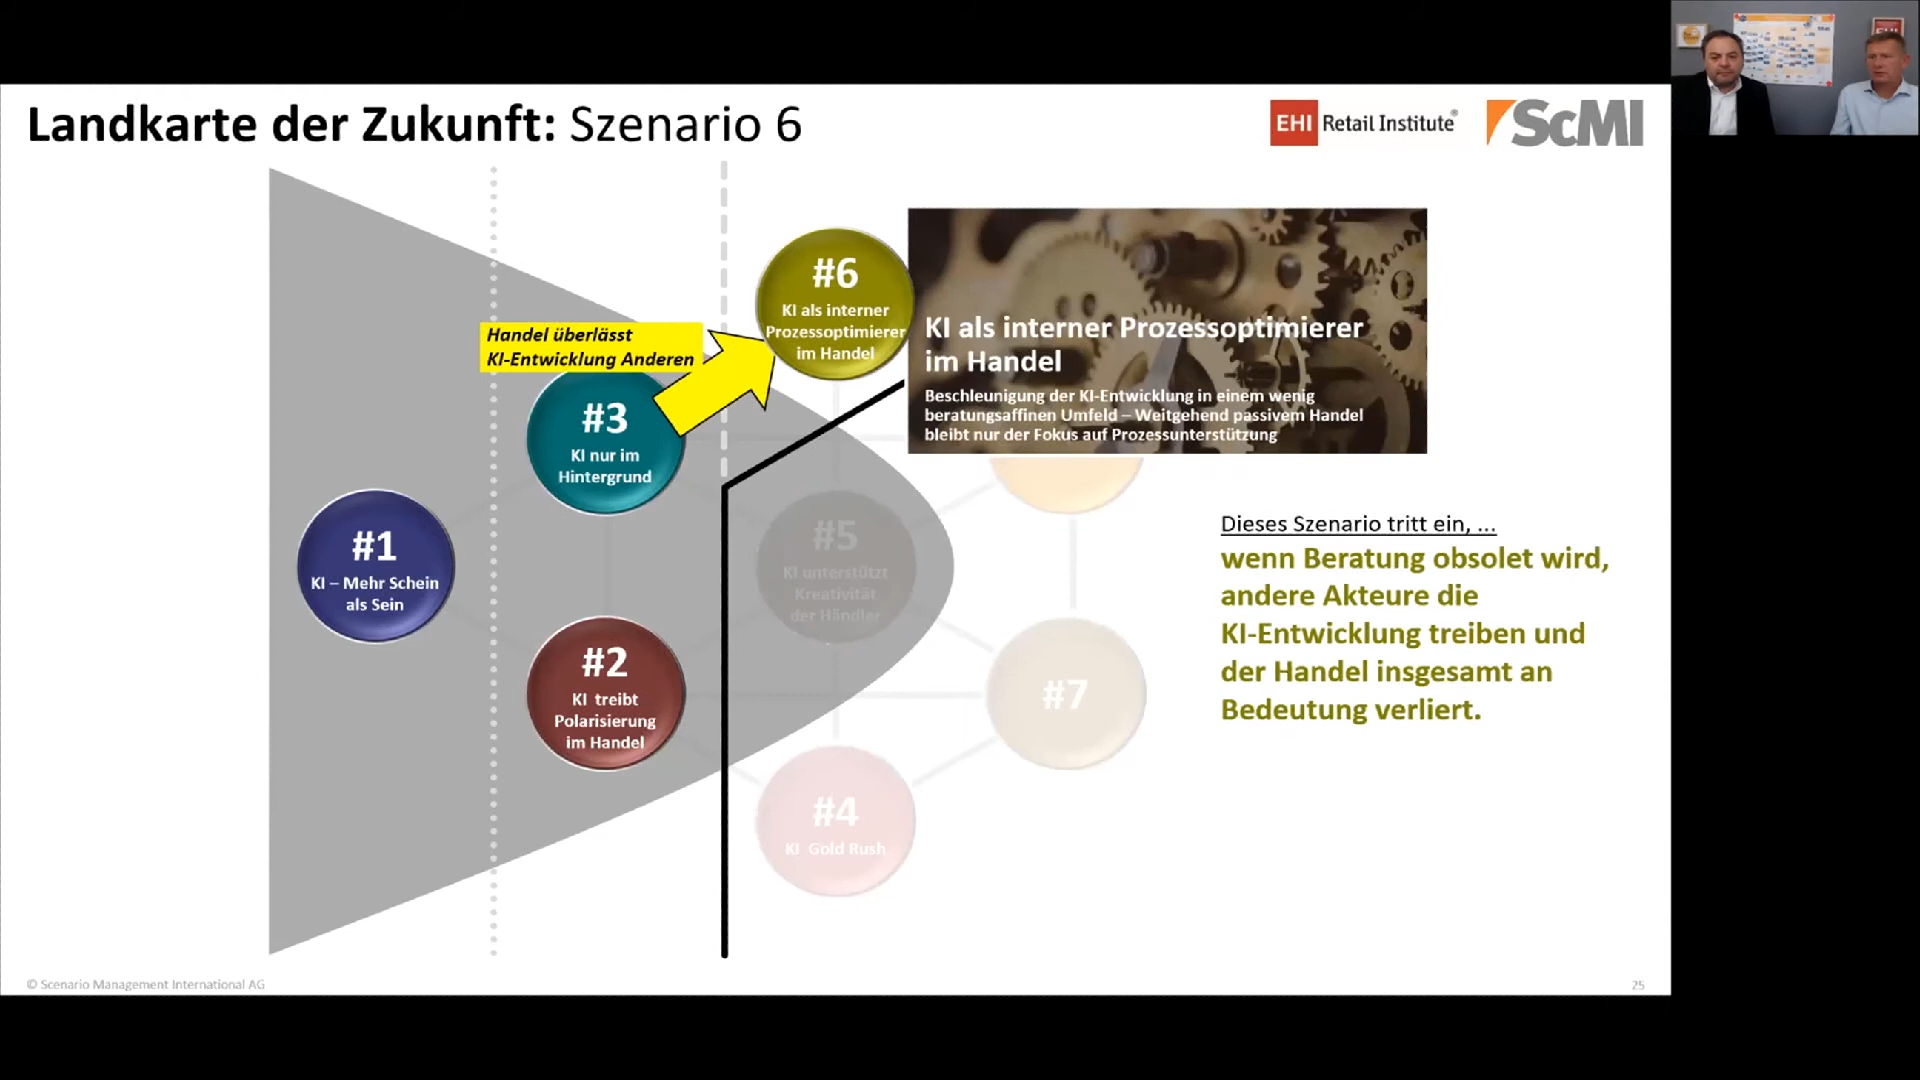 Landkarte der Zukunft: Szenario 6
EHI Retail Institute®
ScMI
EHI
#6
KI als interner
Prozessoptimierer
im Handel
KI als interner Prozessoptimierer
im Handel
Beschleunigung der KI-Entwicklung in einem wenig
beratungsaffinen Umfeld – Weitgehend passivem Handel
bleibt nur der Fokus auf Prozessunterstützung
Handel überlässt
KI-Entwicklung Anderen
#3
KI nur im
Hintergrund
#1
KI – Mehr Schein
als Sein
#5
KI unterstützt
Kreativität
der Händler
Dieses Szenario tritt ein, ...
wenn Beratung obsolet wird,
andere Akteure die
KI-Entwicklung treiben und
der Handel insgesamt an
Bedeutung verliert.
#2
KI treibt
Polarisierung
im Handel
#7
#4
KI Gold Rush
© Scenario Management International AG
25